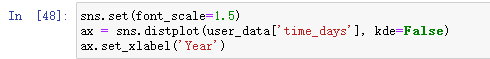 In [48]: sns.set(font_scale=1.5)
ax = sns.distplot(user_data['time_days'], kde=False)
ax.set_xlabel('Year')